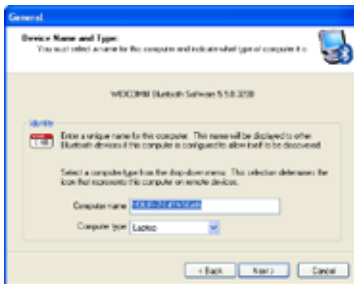 General
Device Name and Type:
You must select a name for this computer and indicate what type of computer it is.
WIDCOMM Bluetooth Software 5.5.0.3200
Identity
Enter a unique name for this computer. This name will be displayed to other
Bluetooth devices if this computer is configured to allow itself to be discovered.
Select a computer type from the drop-down menu. This selection determines the
icon that represents this computer on remote devices.
Computer name:
Computer type: Laptop
< Back
Next >
Cancel